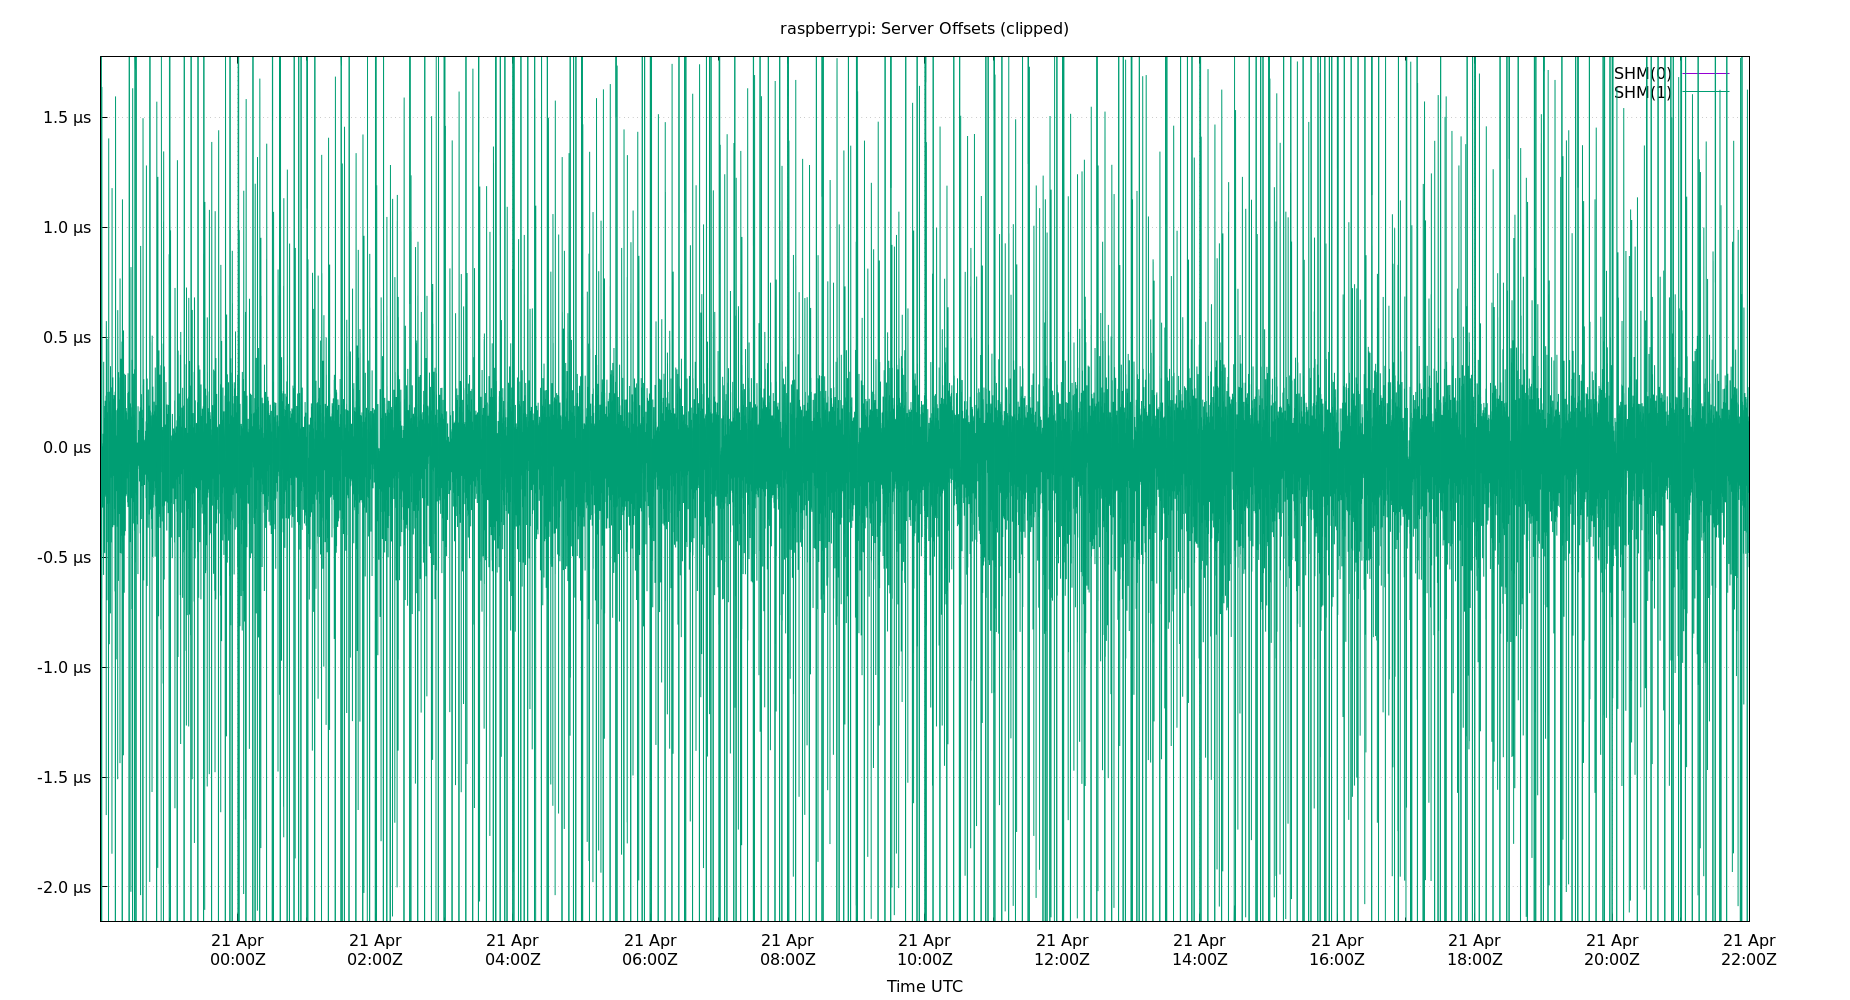 raspberrypi: Server Offsets (clipped)
SHM(0)
SHM(1)
1.5 µs
1.0 µs
0.5 µs
0.0 µs
-0.5 µs
-1.0 µs
-1.5 µs
-2.0 µs
21 Apr 21 Apr 21 Apr 21 Apr 21 Apr 21 Apr 21 Apr 21 Apr 21 Apr 21 Apr 21 Apr 21 Apr
00:00Z 02:00Z 04:00Z 06:00Z 08:00Z 10:00Z 12:00Z 14:00Z 16:00Z 18:00Z 20:00Z 22:00Z
Time UTC